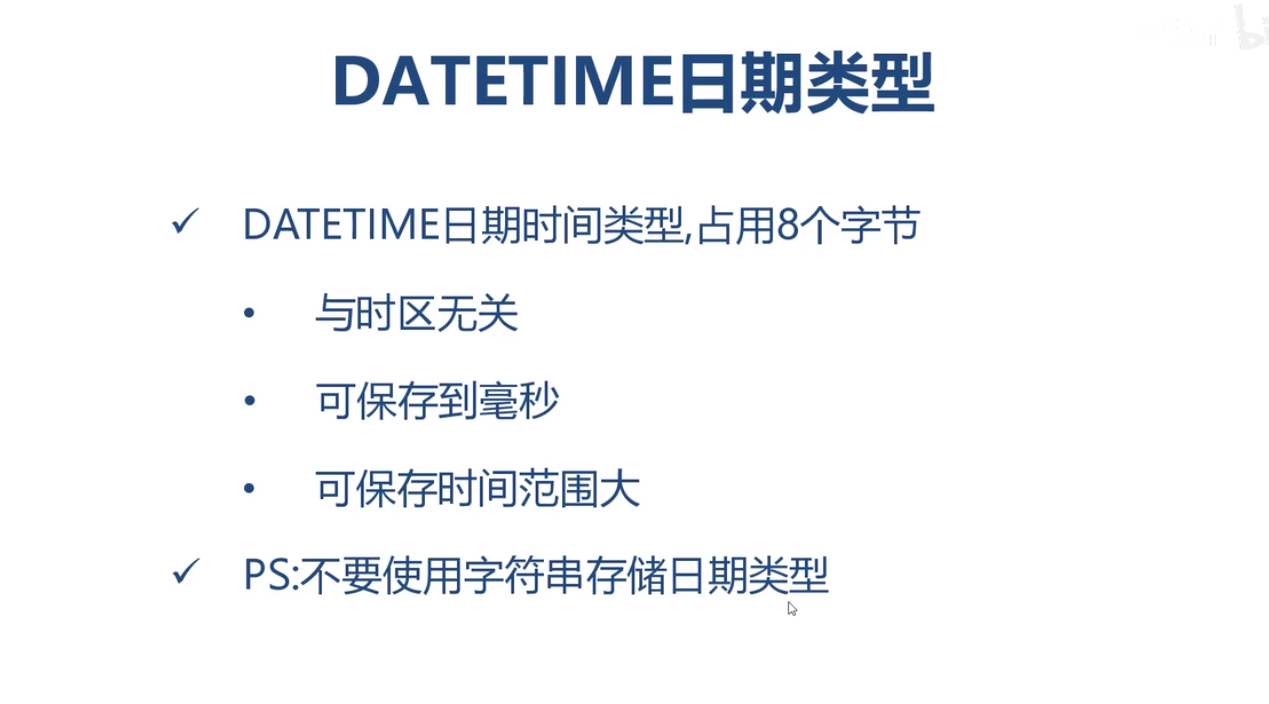 DATETIME日期类型
✓ DATETIME日期时间类型,占用8个字节
• 与时区无关
• 可保存到毫秒
• 可保存时间范围大
✓ PS:不要使用字符串存储日期类型